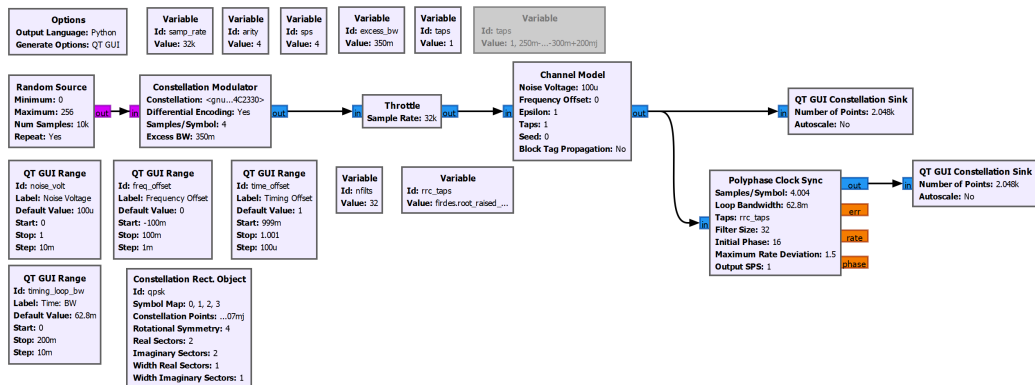 Options
Output Language: Python
Generate Options: QT GUI
Variable
Id: samp_rate
Value: 32k
Variable
Id: arity
Value: 4
Variable
Id: sps
Value: 4
Variable
Id: excess_bw
Value: 350m
Variable
Id: taps
Value: 1
Variable
Id: taps
Value: 1, 250m-...-300m+200mj
Random Source
Minimum: 0
Maximum: 256
Num Samples: 10k
Repeat: Yes
out
in
Constellation Modulator
Constellation: <gnu...4C2330>
Differential Encoding: Yes
Samples/Symbol: 4
Excess BW: 350m
out
in
Throttle
Sample Rate: 32k
out
in
Channel Model
Noise Voltage: 100u
Frequency Offset: 0
Epsilon: 1
Taps: 1
Seed: 0
Block Tag Propagation: No
out
in
QT GUI Constellation Sink
Number of Points: 2.048k
Autoscale: No
QT GUI Range
Id: noise_volt
Label: Noise Voltage
Default Value: 100u
Start: 0
Stop: 1
Step: 10m
QT GUI Range
Id: freq_offset
Label: Frequency Offset
Default Value: 0
Start: -100m
Stop: 100m
Step: 1m
QT GUI Range
Id: time_offset
Label: Timing Offset
Default Value: 1
Start: 999m
Stop: 1.001
Step: 100u
Variable
Id: nfilts
Value: 32
Variable
Id: rrc_taps
Value: firdes.root_raised_...
in
Polyphase Clock Sync
Samples/Symbol: 4.004
Loop Bandwidth: 62.8m
Taps: rrc_taps
Filter Size: 32
Initial Phase: 16
Maximum Rate Deviation: 1.5
Output SPS: 1
out
err
rate
phase
in
QT GUI Constellation Sink
Number of Points: 2.048k
Autoscale: No
QT GUI Range
Id: timing_loop_bw
Label: Time: BW
Default Value: 62.8m
Start: 0
Stop: 200m
Step: 10m
Constellation Rect. Object
Id: qpsk
Symbol Map: 0, 1, 2, 3
Constellation Points: ...07mj
Rotational Symmetry: 4
Real Sectors: 2
Imaginary Sectors: 2
Width Real Sectors: 1
Width Imaginary Sectors: 1